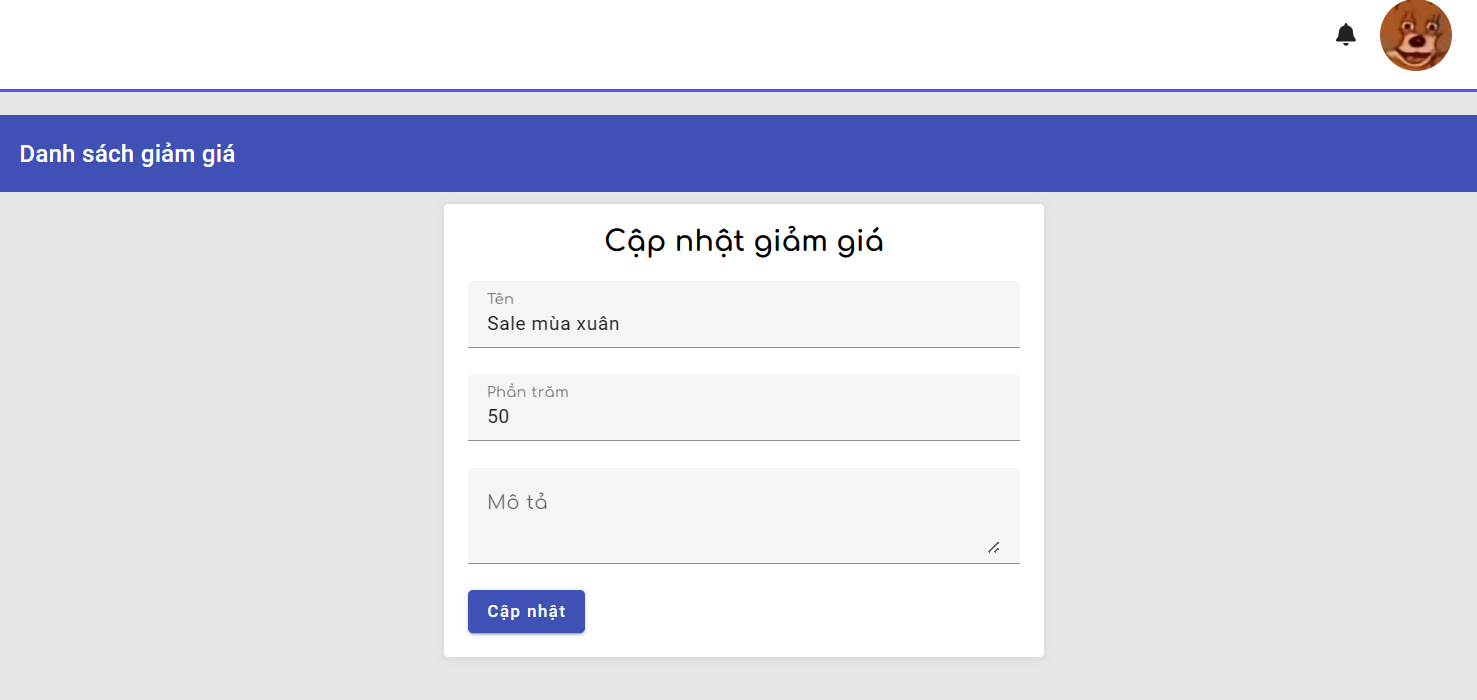 Danh sách giảm giá
Cập nhật giảm giá
Tên
Sale mùa xuân
Phần trăm
50
Mô tả
Cập nhật